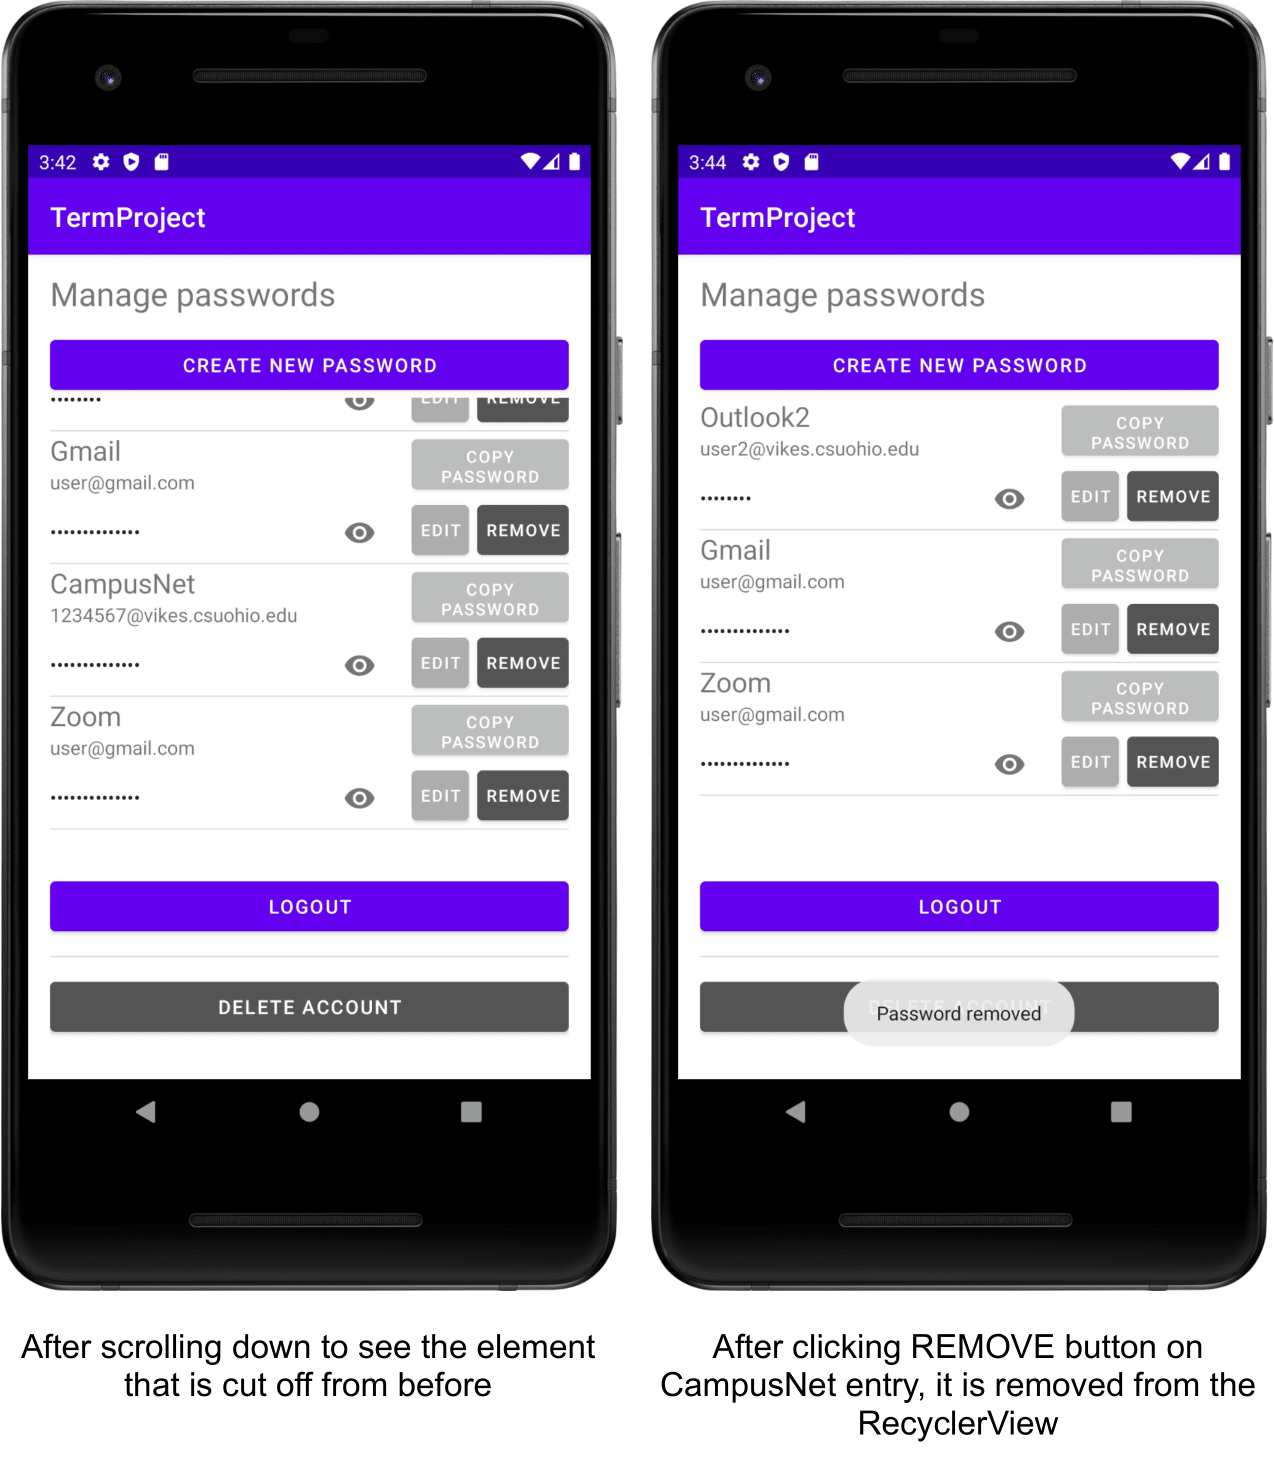 3:42
TermProject
Manage passwords
CREATE NEW PASSWORD
••••••••
EDIT REMOVE
Gmail
COPY
PASSWORD
user@gmail.com
••••••••••••••
EDIT REMOVE
CampusNet
COPY
PASSWORD
1234567@vikes.csuohio.edu
••••••••••••••
EDIT REMOVE
Zoom
COPY
PASSWORD
user@gmail.com
••••••••••••••
EDIT REMOVE
LOGOUT
DELETE ACCOUNT
After scrolling down to see the element
that is cut off from before
3:44
TermProject
Manage passwords
CREATE NEW PASSWORD
Outlook2
COPY
PASSWORD
user2@vikes.csuohio.edu
••••••••
EDIT REMOVE
Gmail
COPY
PASSWORD
user@gmail.com
••••••••••••••
EDIT REMOVE
Zoom
COPY
PASSWORD
user@gmail.com
••••••••••••••
EDIT REMOVE
LOGOUT
DELETE ACCOUNT
Password removed
After clicking REMOVE button on
CampusNet entry, it is removed from the
RecyclerView